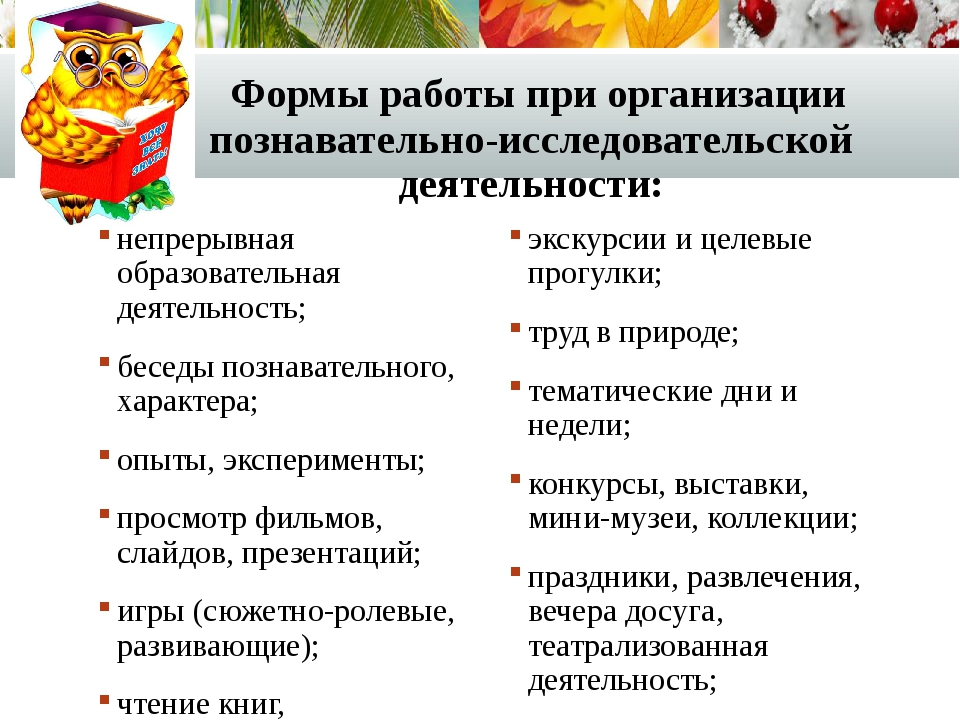 ХОЧУ
ВСЁ
ЗНАТЬ!
Формы работы при организации
познавательно-исследовательской
деятельности:
непрерывная
образовательная
деятельность;
беседы познавательного,
характера;
опыты, эксперименты;
просмотр фильмов,
слайдов, презентаций;
игры (сюжетно-ролевые,
развивающие);
чтение книг,
экскурсии и целевые
прогулки;
труд в природе;
тематические дни и
недели;
конкурсы, выставки,
мини-музеи, коллекции;
праздники, развлечения,
вечера досуга,
театрализованная
деятельность;